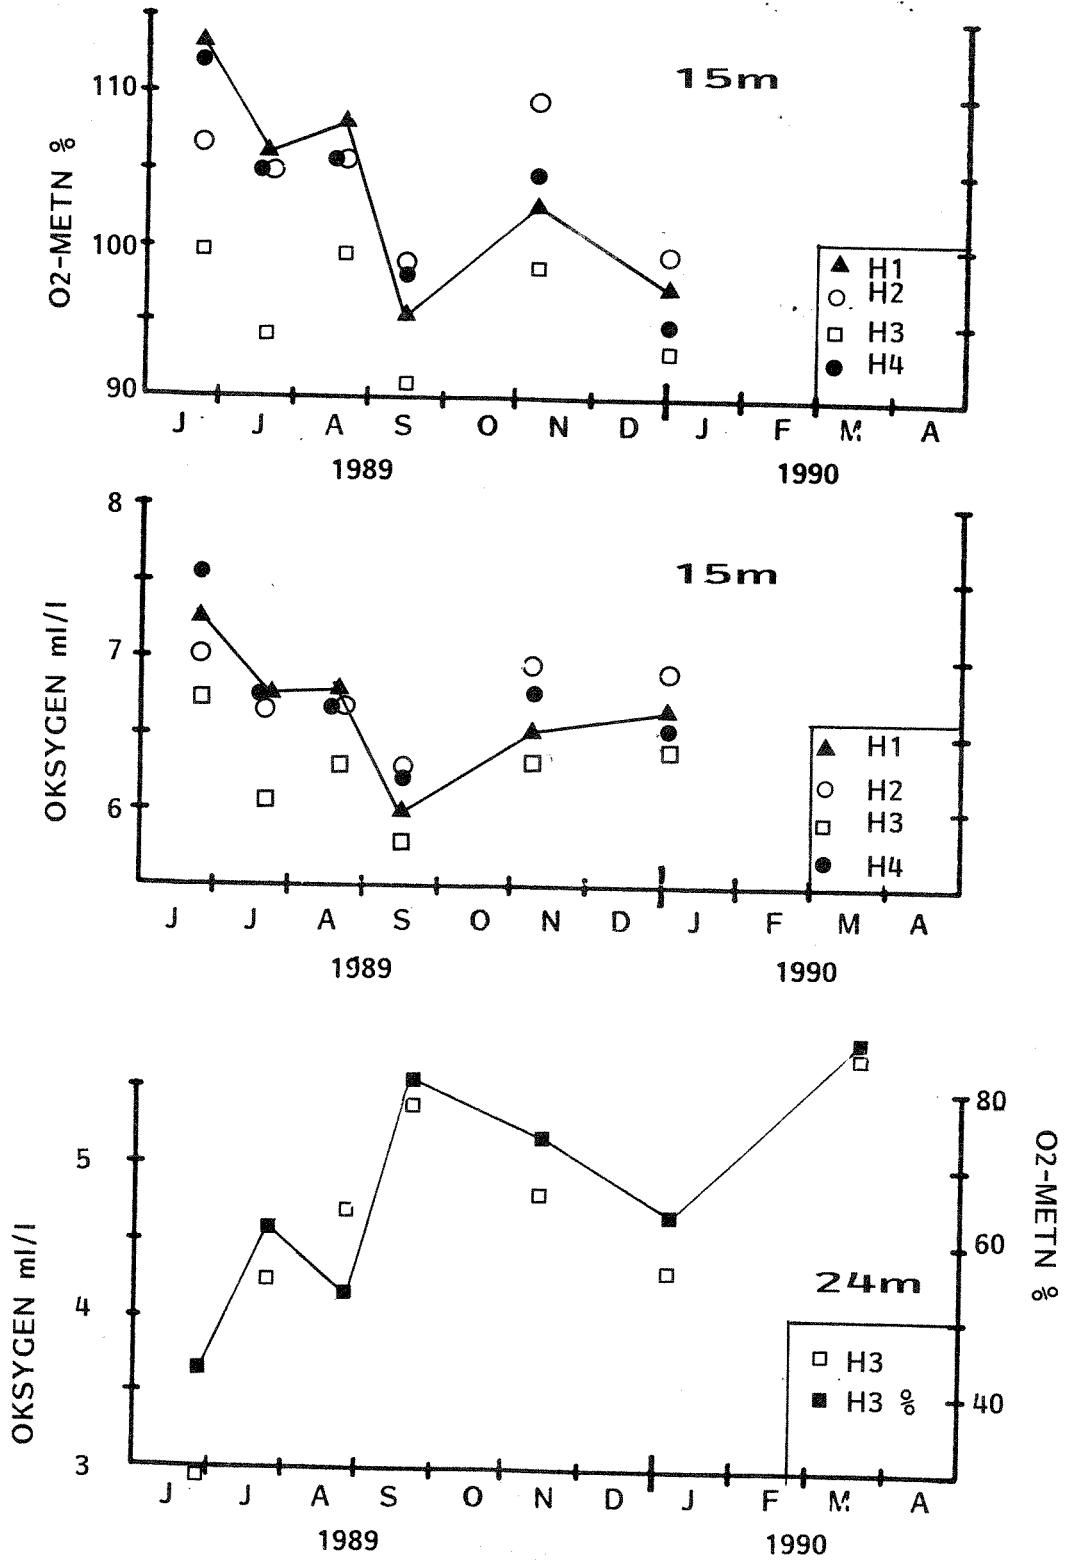 15m
110
O2-METN %
100
H1
H2
H3
H4
90
J J A S O N D J F M A
1989 1990
8
15m
7
OKSYGEN ml/l
6
H1
H2
H3
H4
J J A S O N D J F M A
1989 1990
80
5
O2-METN %
60
OKSYGEN ml/l
24m
4
H3
H3 %
40
3
J J A S O N D J F M A
1989 1990